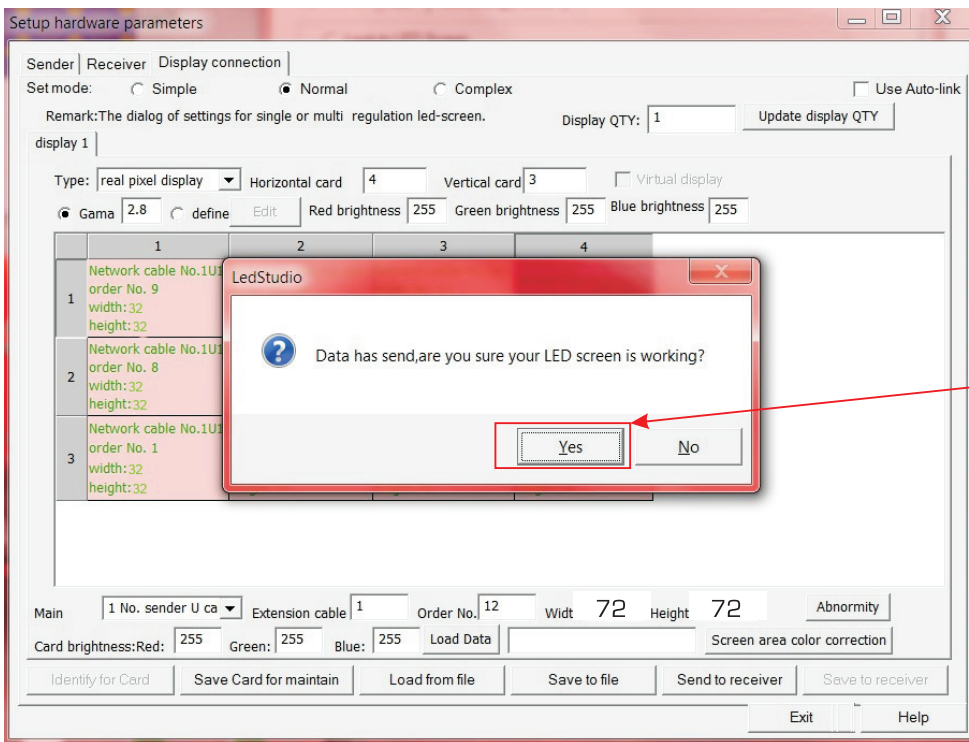 Setup hardware parameters
Sender Receiver Display connection
Set mode: Simple Normal Complex Use Auto-link
Remark:The dialog of settings for single or multi regulation led-screen. Display QTY: 1 Update display QTY
display 1
Type: real pixel display Horizontal card 4 Vertical card 3 Virtual display
Gama 2.8 define Edit Red brightness 255 Green brightness 255 Blue brightness 255
1 2 3 4
Network cable No.1U1
order No. 9
1
width:32
height:32
LedStudio
Data has send,are you sure your LED screen is working?
Yes No
Network cable No.1U1
order No. 8
2
width:32
height:32
Network cable No.1U1
order No. 1
3
width:32
height:32
Main 1 No. sender U ca Extension cable 1 Order No. 12 Widt 72 Height 72 Abnormity
Card brightness:Red: 255 Green: 255 Blue: 255 Load Data Screen area color correction
Identify for Card Save Card for maintain Load from file Save to file Send to receiver Save to receiver
Exit Help